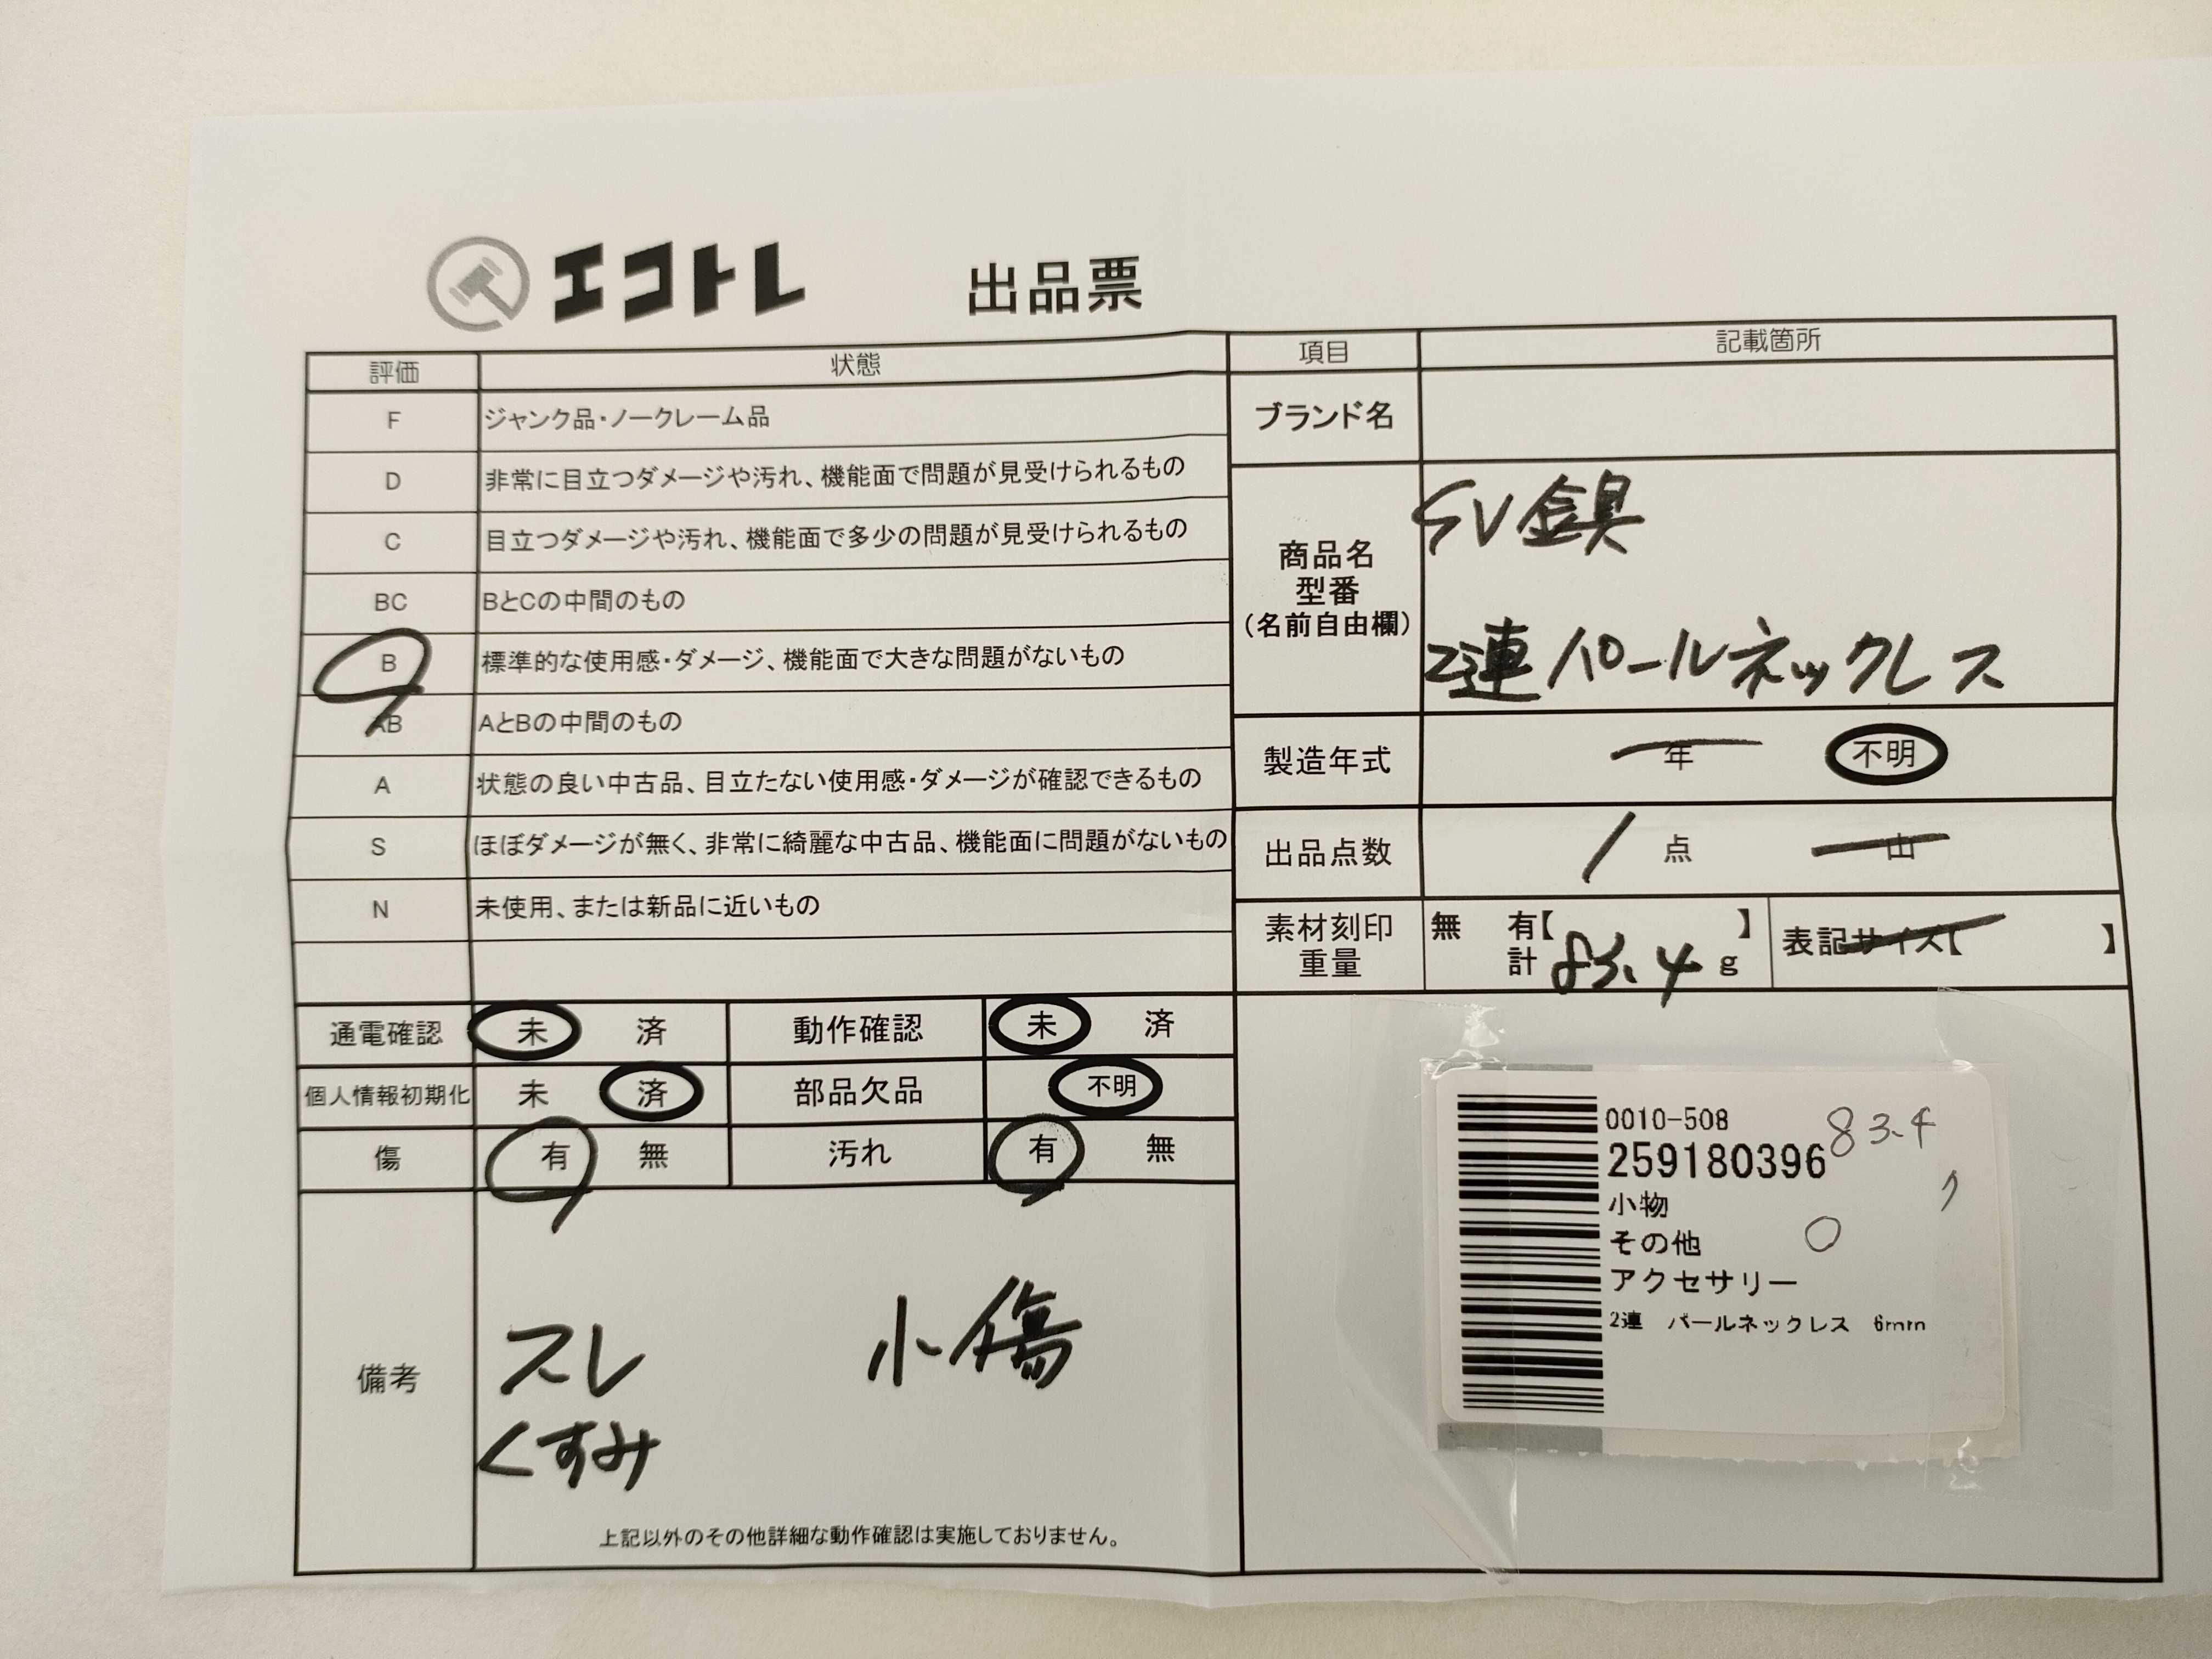 エコトレ 出品票
評価 状態
F ジャンク品・ノークレーム品
D 非常に目立つダメージや汚れ、機能面で問題が見受けられるもの
C 目立つダメージや汚れ、機能面で多少の問題が見受けられるもの
BC BとCの中間のもの
B 標準的な使用感・ダメージ、機能面で大きな問題がないもの
AB AとBの中間のもの
A 状態の良い中古品、目立たない使用感・ダメージが確認できるもの
S ほぼダメージが無く、非常に綺麗な中古品、機能面に問題がないもの
N 未使用、または新品に近いもの
通電確認 未 済 動作確認 未 済
個人情報初期化 未 済 部品欠品 不明
傷 有 無 汚れ 有 無
備考
スレ 小傷
くすみ
上記以外のその他詳細な動作確認は実施しておりません。
項目 記載箇所
ブランド名
商品名
型番
(名前自由欄)
SV金具
2連パールネックレス
製造年式 年 不明
出品点数 1 点 山
素材刻印 無 有【 】
重量 計 83.4 g
表記サイズ【 】
0010-508
259180396
83.4
小物
その他
アクセサリー
2連 パールネックレス 6mm